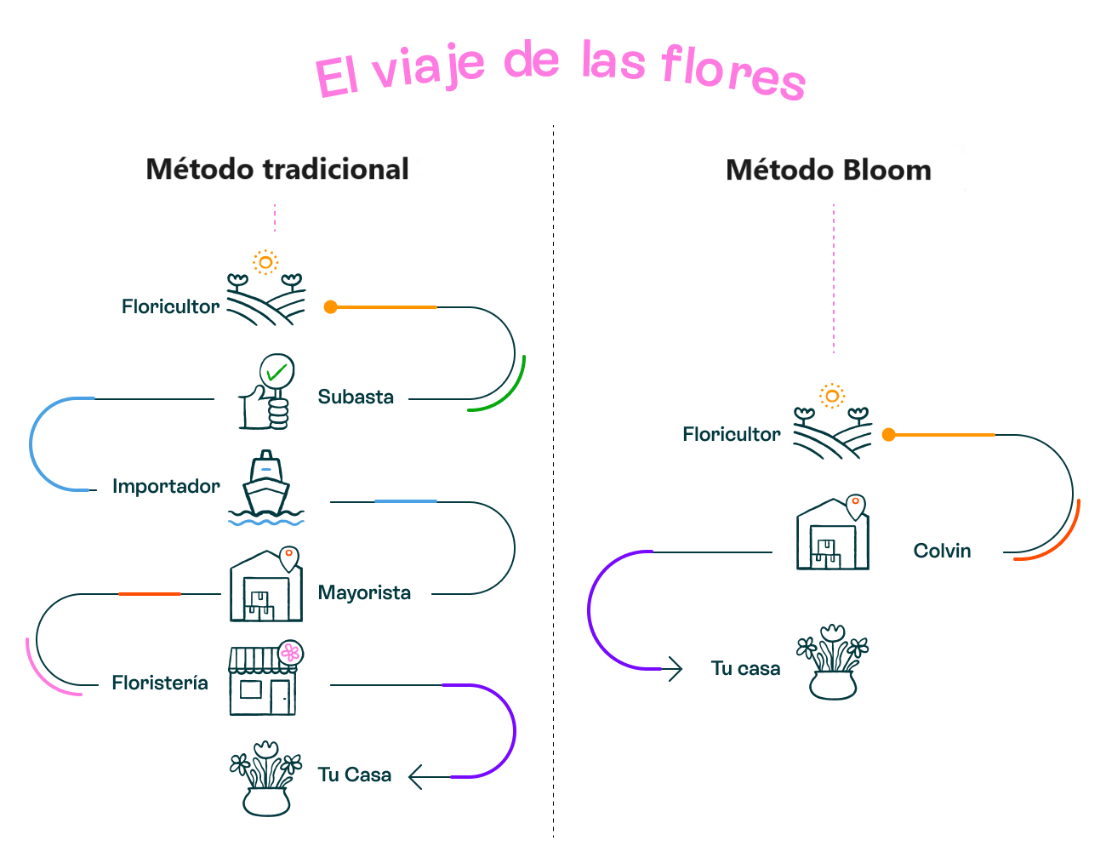 El viaje de las flores
Método tradicional
Floricultor
Subasta
Importador
Mayorista
Floristería
Tu Casa
Método Bloom
Floricultor
Colvin
Tu casa